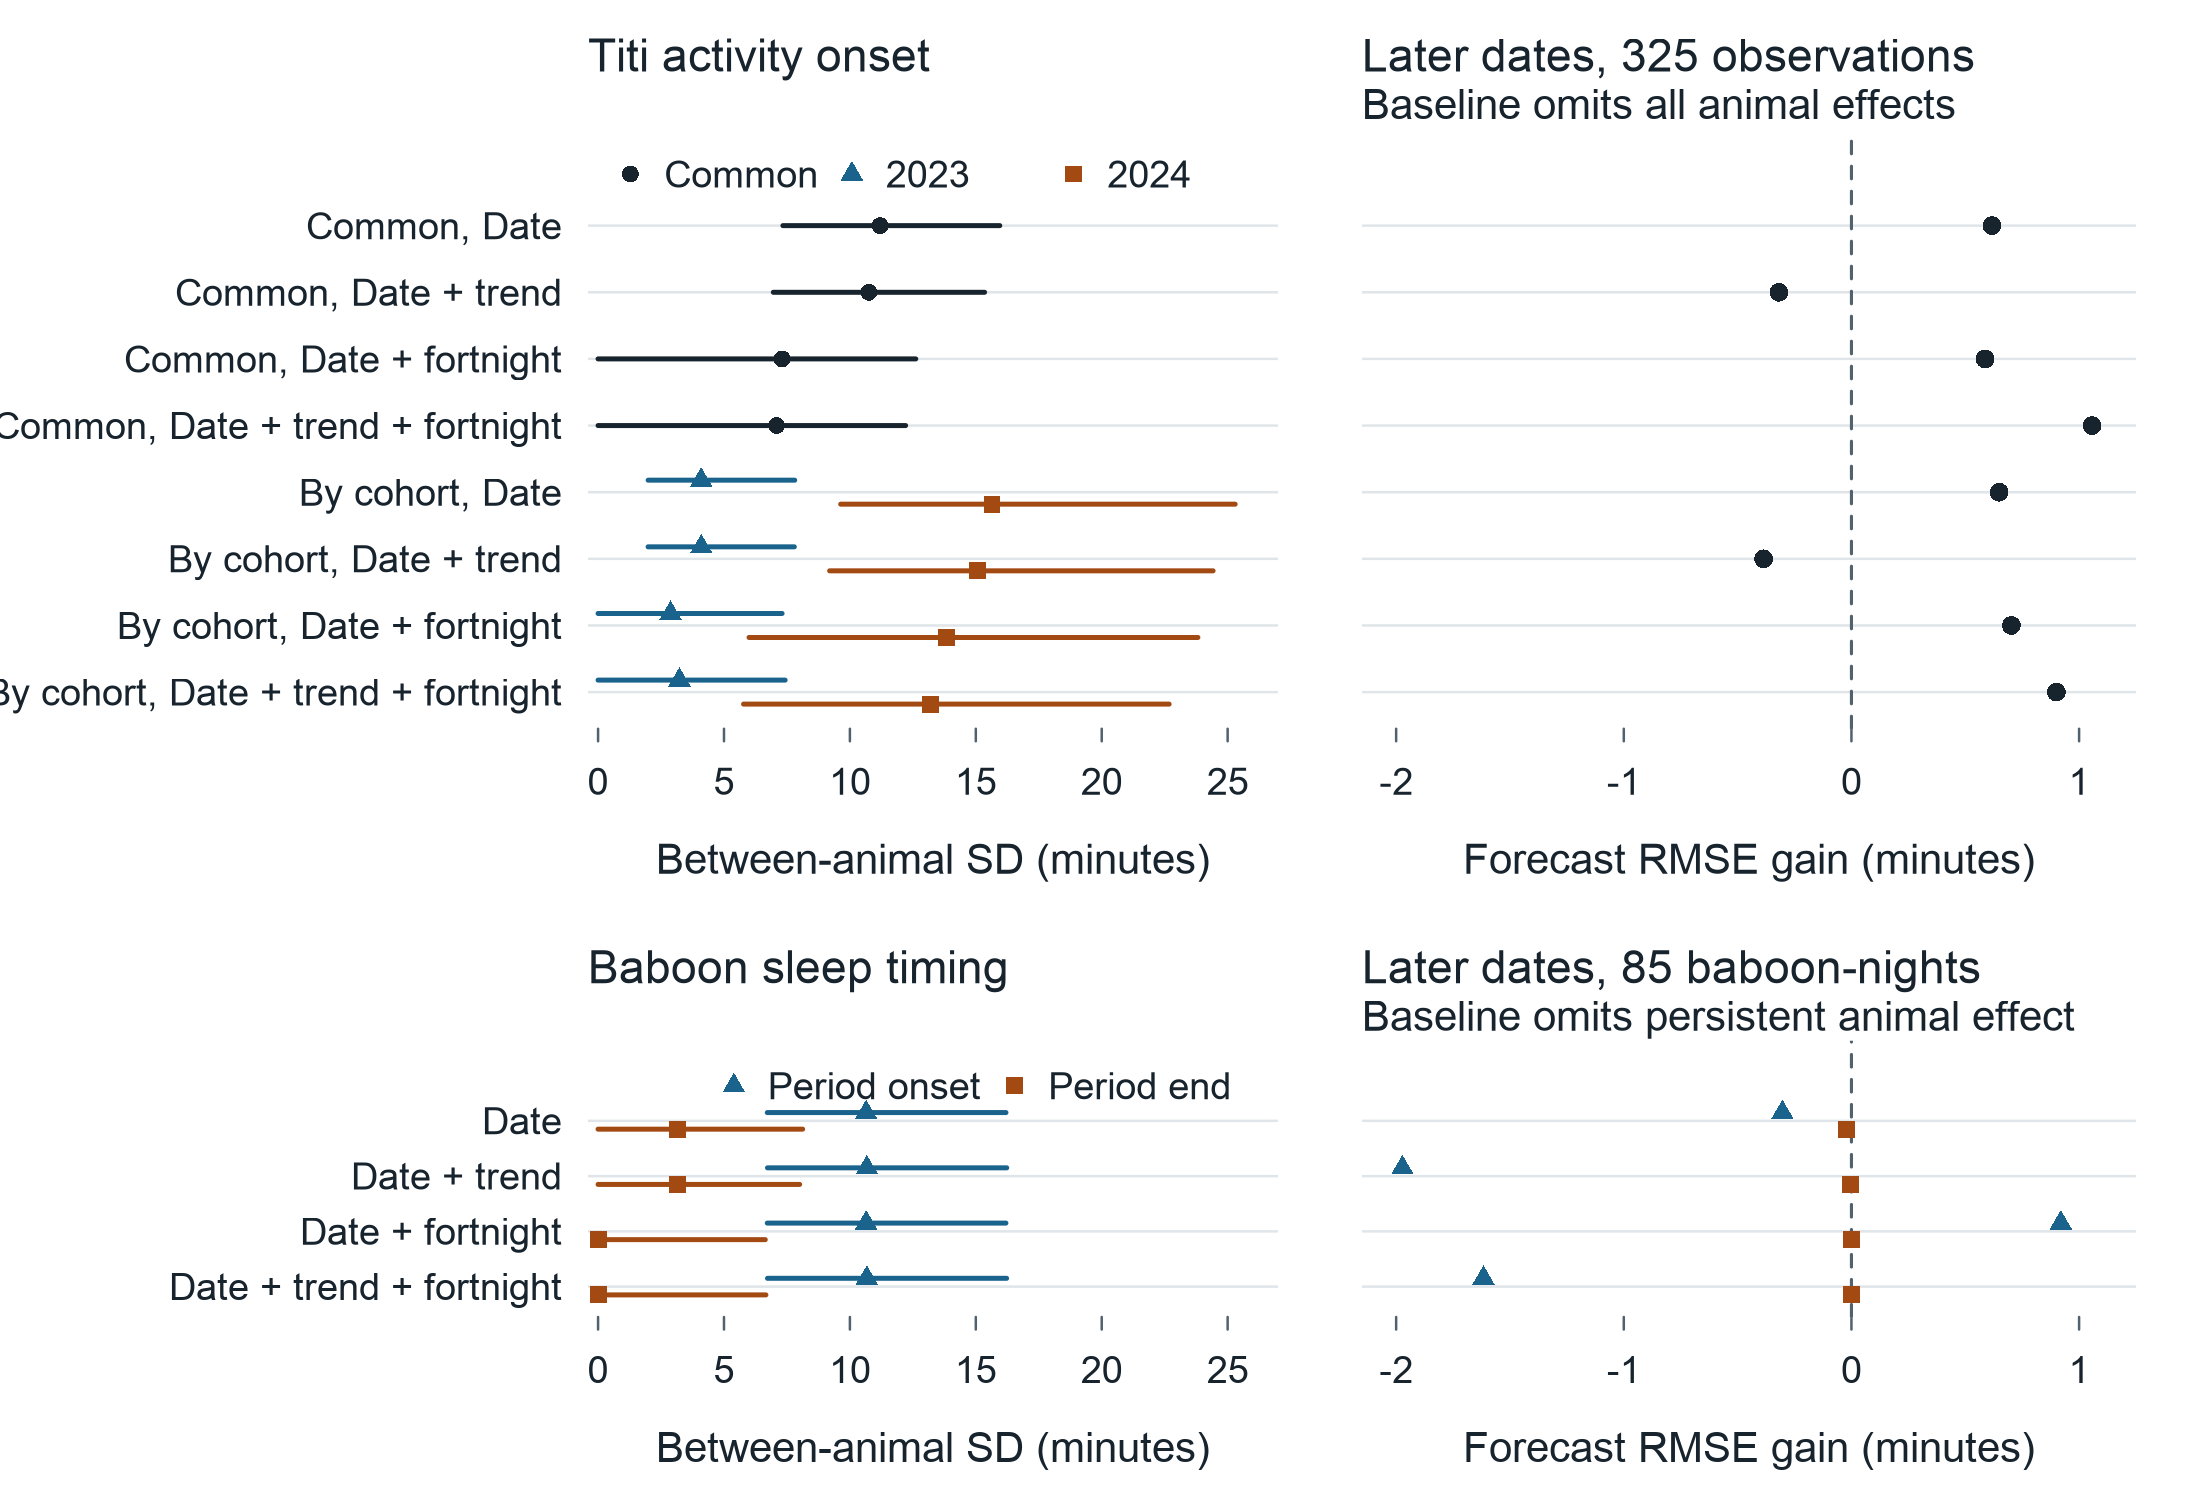 Titi activity onset
Common 2023 2024
Common, Date
Common, Date + trend
Common, Date + fortnight
Common, Date + trend + fortnight
By cohort, Date
By cohort, Date + trend
By cohort, Date + fortnight
By cohort, Date + trend + fortnight
0 5 10 15 20 25
Between-animal SD (minutes)
Later dates, 325 observations
Baseline omits all animal effects
-2 -1 0 1
Forecast RMSE gain (minutes)
Baboon sleep timing
Period onset Period end
Date
Date + trend
Date + fortnight
Date + trend + fortnight
0 5 10 15 20 25
Between-animal SD (minutes)
Later dates, 85 baboon-nights
Baseline omits persistent animal effect
-2 -1 0 1
Forecast RMSE gain (minutes)